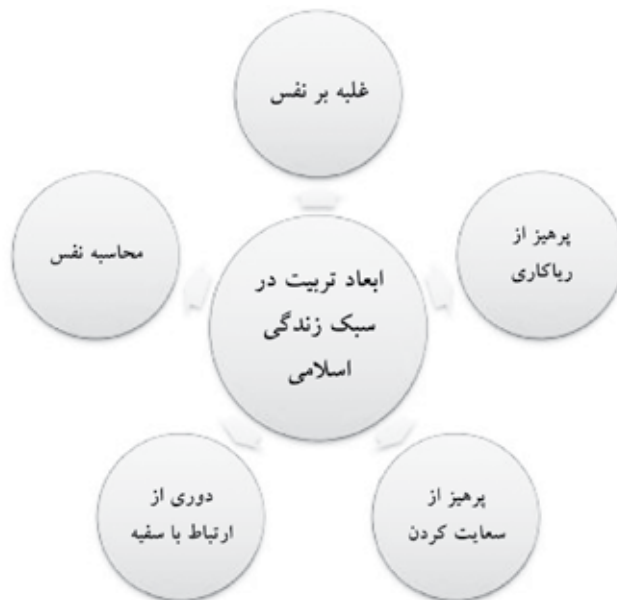 غلبه بر نفس
پرهیز از
ریاکاری
محاسبه نفس
ابعاد تربیت در
سبک زندگی
اسلامی
پرهیز از
سعایت کردن
دوری از
ارتباط با سفیه